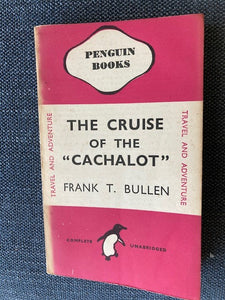 PENGUIN
BOOKS
TRAVEL AND ADVENTURE
THE CRUISE
OF THE
"CACHALOT"
FRANK T. BULLEN
TRAVEL AND ADVENTURE
COMPLETE UNABRIDGED